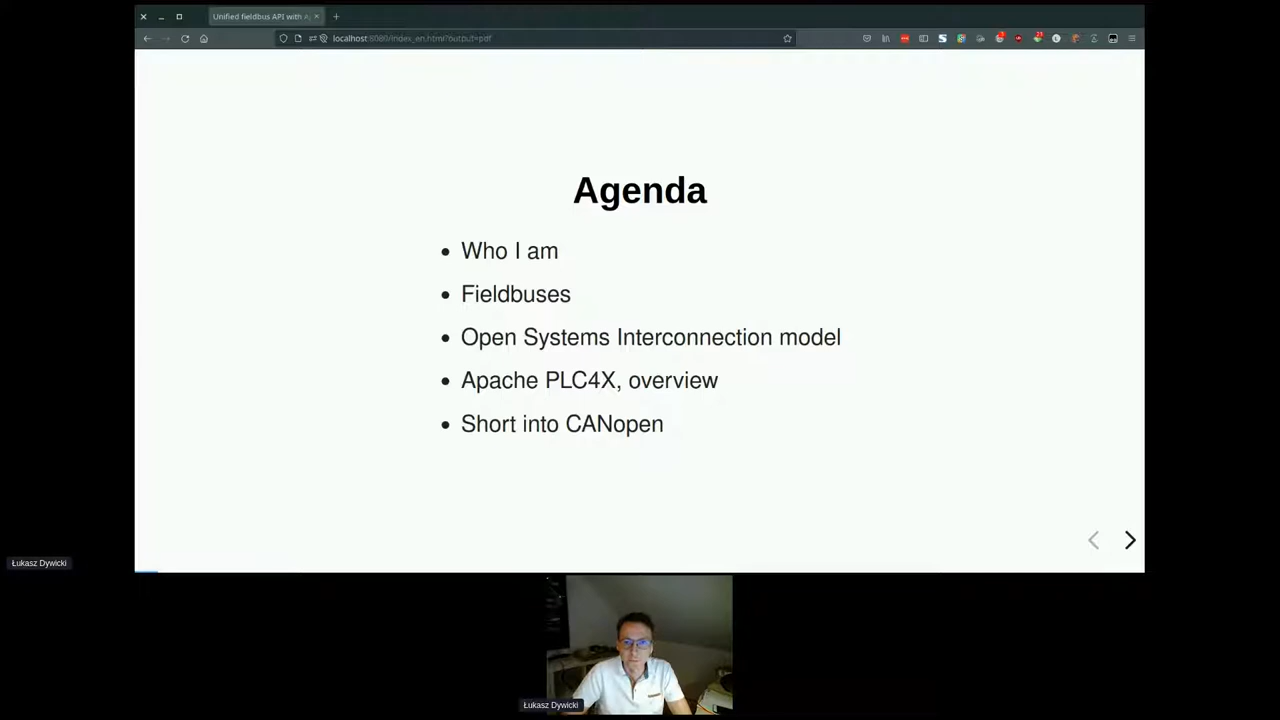 Unified fieldbus API with Ap
localhost:8080/index_en.html?output=pdf
Agenda
Who I am
Fieldbuses
Open Systems Interconnection model
Apache PLC4X, overview
Short into CANopen
Łukasz Dywicki
Łukasz Dywicki